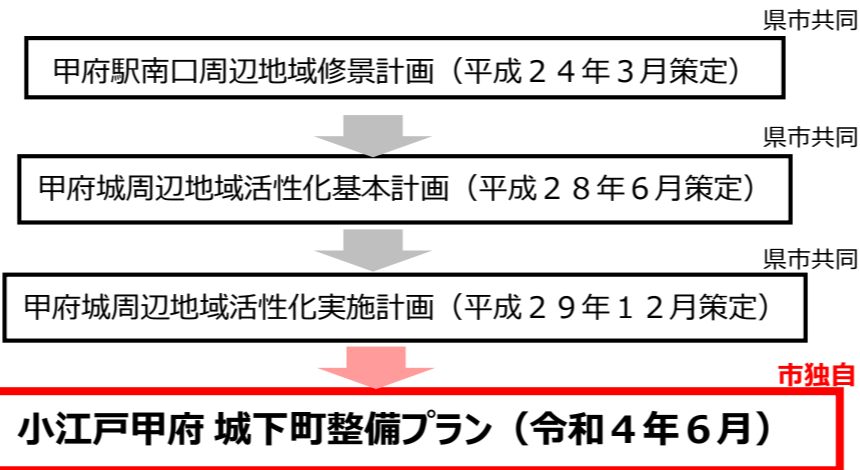 県市共同
甲府駅南口周辺地域修景計画（平成２４年３月策定）
県市共同
甲府城周辺地域活性化基本計画（平成２８年６月策定）
県市共同
甲府城周辺地域活性化実施計画（平成２９年１２月策定）
市独自
小江戸甲府 城下町整備プラン（令和４年６月）